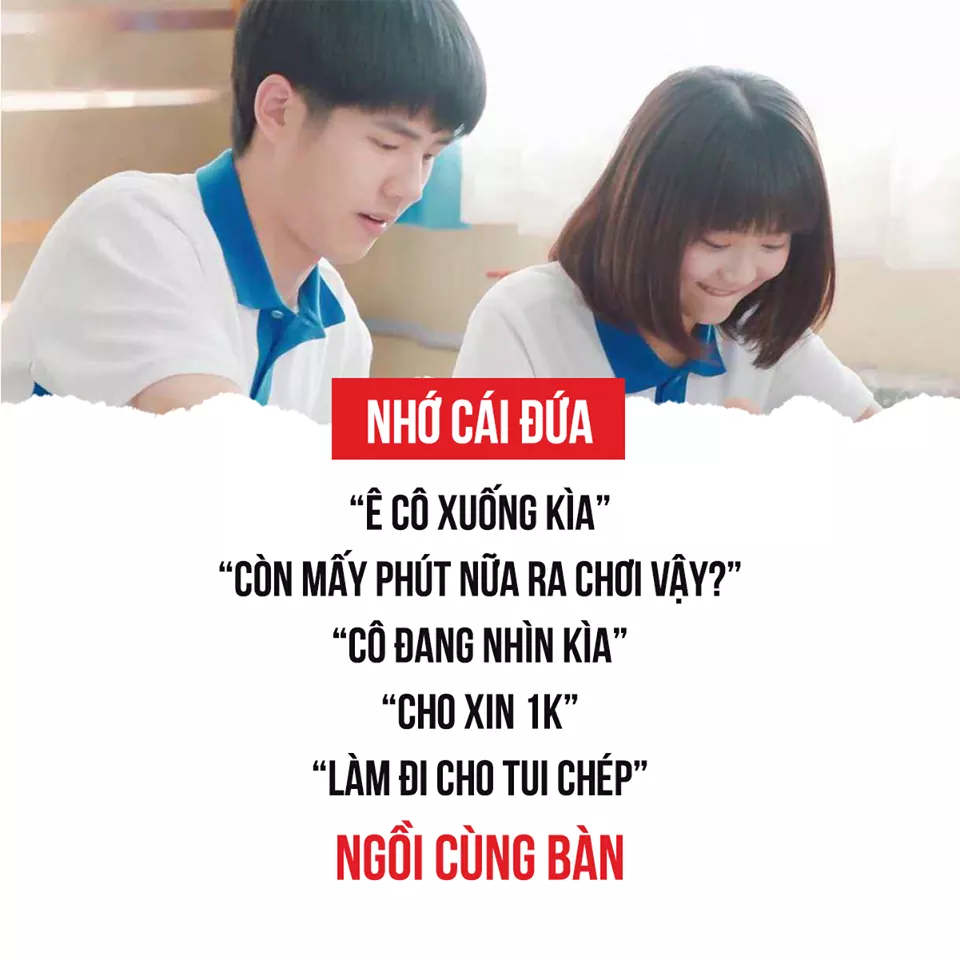 NHỚ CÁI ĐỨA
“Ê CÔ XUỐNG KÌA”
“CÒN MẤY PHÚT NỮA RA CHƠI VẬY?”
“CÔ ĐANG NHÌN KÌA”
“CHO XIN 1K”
“LÀM ĐI CHO TUI CHÉP”
NGỒI CÙNG BÀN